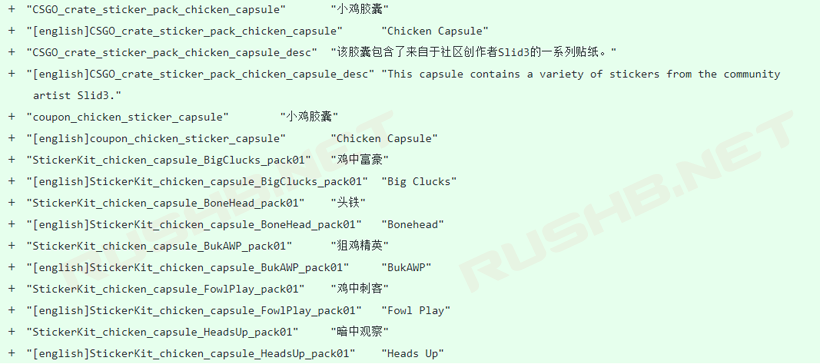 + "CSGO_crate_sticker_pack_chicken_capsule" "小鸡胶囊"
+ "[english]CSGO_crate_sticker_pack_chicken_capsule" "Chicken Capsule"
+ "CSGO_crate_sticker_pack_chicken_capsule_desc" "该胶囊包含了来自于社区创作者Slid3的一系列贴纸。"
+ "[english]CSGO_crate_sticker_pack_chicken_capsule_desc" "This capsule contains a variety of stickers from the community
artist Slid3."
+ "coupon_chicken_sticker_capsule" "小鸡胶囊"
+ "[english]coupon_chicken_sticker_capsule" "Chicken Capsule"
+ "StickerKit_chicken_capsule_BigClucks_pack01" "鸡中富豪"
+ "[english]StickerKit_chicken_capsule_BigClucks_pack01" "Big Clucks"
+ "StickerKit_chicken_capsule_BoneHead_pack01" "头铁"
+ "[english]StickerKit_chicken_capsule_BoneHead_pack01" "Bonehead"
+ "StickerKit_chicken_capsule_BukAWP_pack01" "狙鸡精英"
+ "[english]StickerKit_chicken_capsule_BukAWP_pack01" "BukAWP"
+ "StickerKit_chicken_capsule_FowlPlay_pack01" "鸡中刺客"
+ "[english]StickerKit_chicken_capsule_FowlPlay_pack01" "Fowl Play"
+ "StickerKit_chicken_capsule_HeadsUp_pack01" "暗中观察"
+ "[english]StickerKit_chicken_capsule_HeadsUp_pack01" "Heads Up"
RUSHB.NET
RUSHB.NET